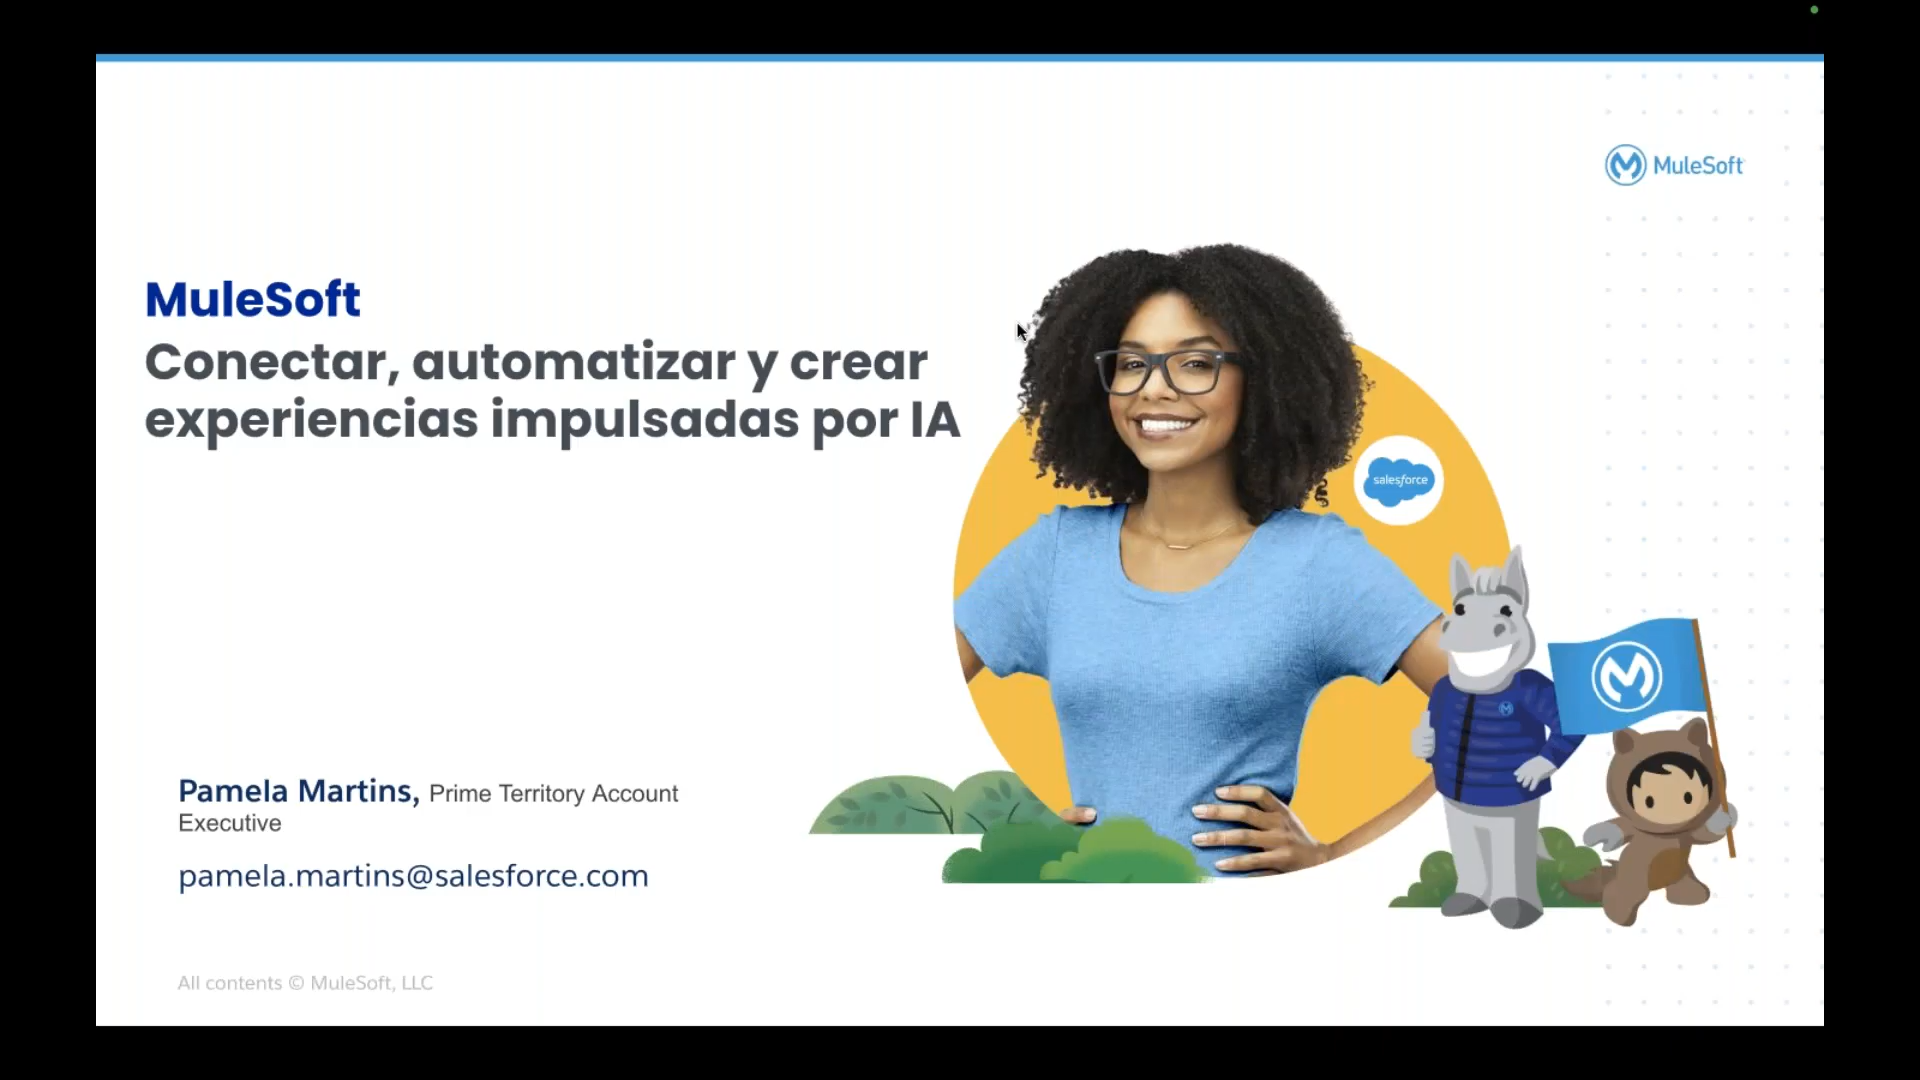 MuleSoft
MuleSoft
Conectar, automatizar y crear
experiencias impulsadas por IA
salesforce
Pamela Martins, Prime Territory Account
Executive
pamela.martins@salesforce.com
All contents © MuleSoft, LLC